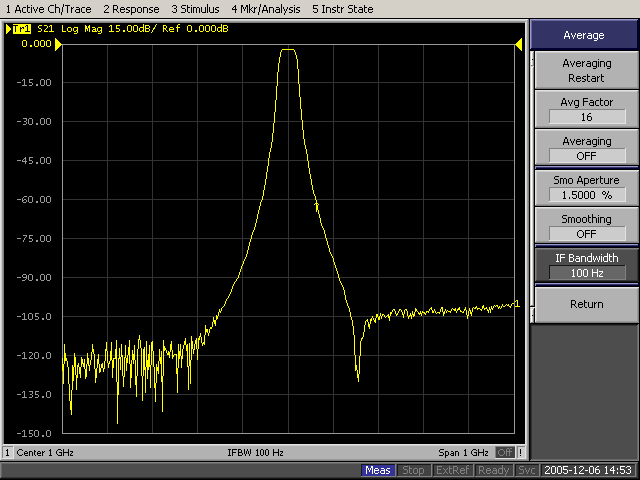 1 Active Ch/Trace 2 Response 3 Stimulus 4 Mkr/Analysis 5 Instr State
Tr1 S21 Log Mag 15.00dB/ Ref 0.000dB
0.000
-15.00
-30.00
-45.00
-60.00
-75.00
-90.00
-105.0
-120.0
-135.0
-150.0
1
1
1 Center 1 GHz IFBW 100 Hz Span 1 GHz Off !
Average
Averaging
Restart
Avg Factor
16
Averaging
OFF
Smo Aperture
1.5000 %
Smoothing
OFF
IF Bandwidth
100 Hz
Return
Meas Stop ExtRef Ready Svc 2005-12-06 14:53